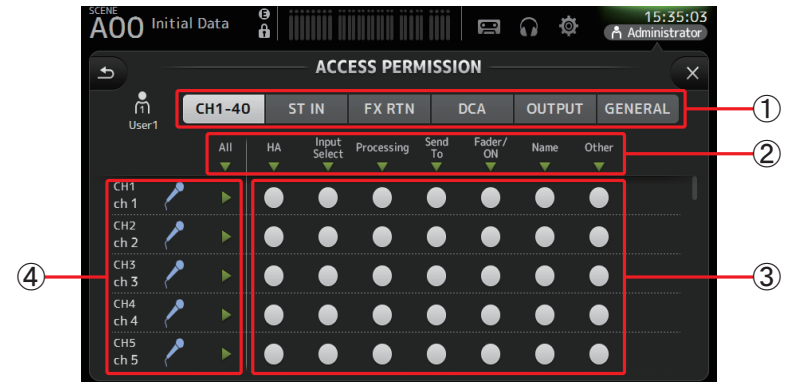 SCENE
A00 Initial Data
E
15:35:03
Administrator
ACCESS PERMISSION
1
User1
CH1-40 ST IN FX RTN DCA OUTPUT GENERAL
①
All HA Input Select Processing Send To Fader/ON Name Other
②
CH1
ch 1
CH2
ch 2
CH3
ch 3
④
③
CH4
ch 4
CH5
ch 5